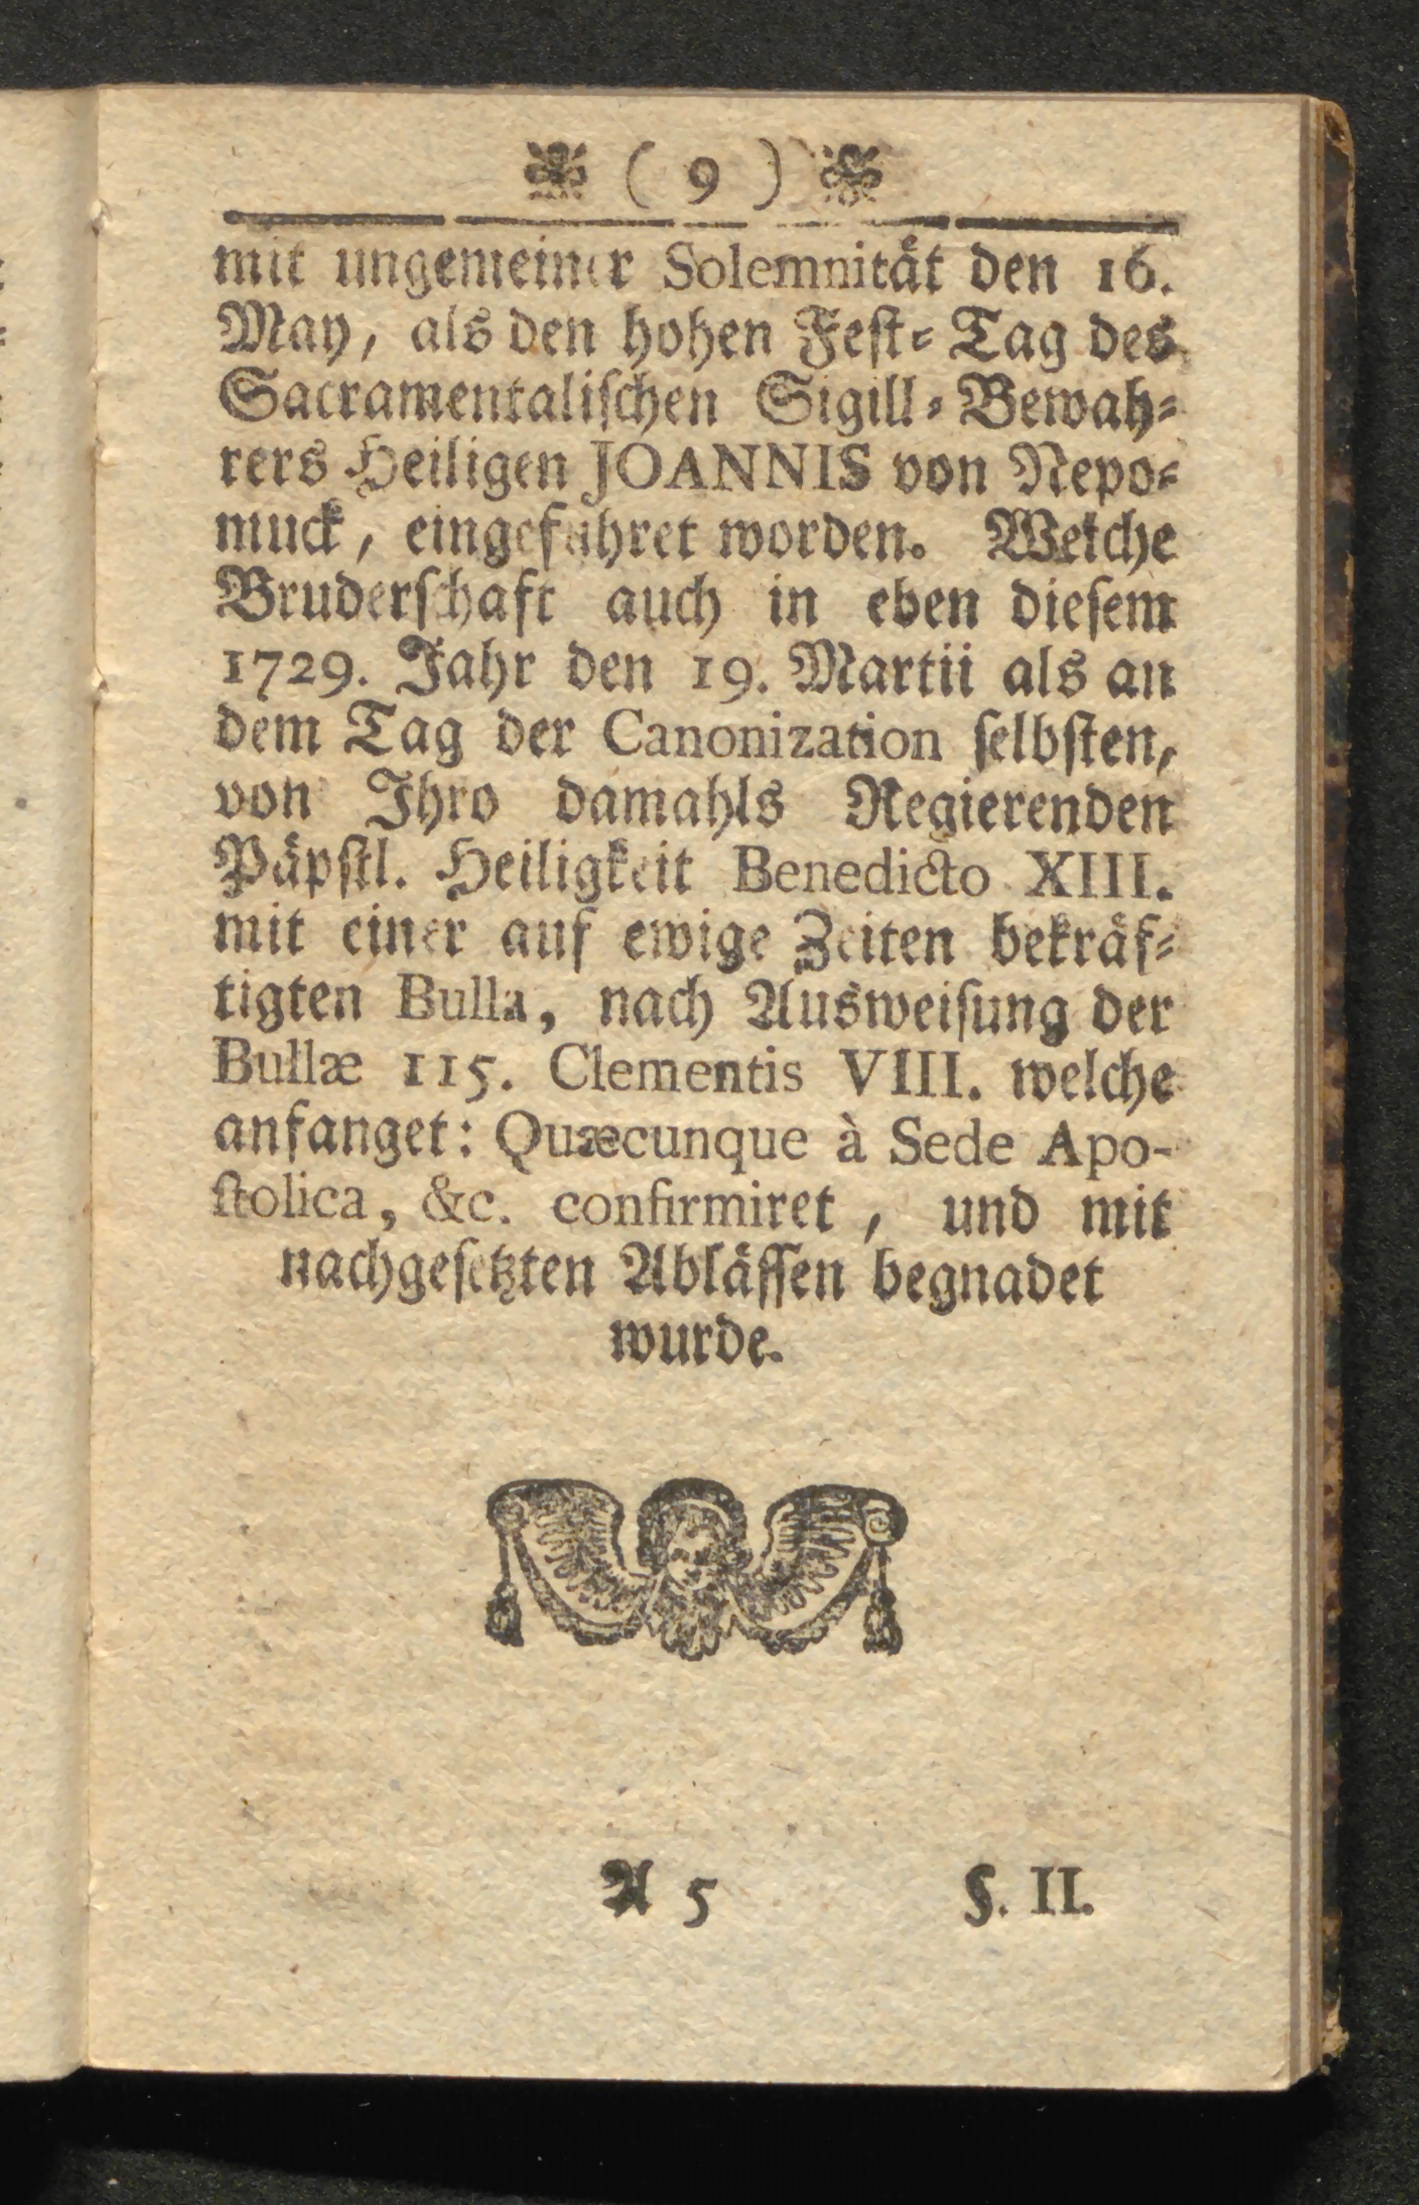 ( 9 )
mit ungemeiner Solemnität den 16.
May, als den hohen Feſt⸗Tag des
Sacramentaliſchen Sigill⸗Bewah⸗
rers Heiligen JOANNIS von Nepo⸗
muck, eingeführet worden. Welche
Bruderſchaft auch in eben dieſem
1729. Jahr den 19. Martii als an
dem Tag der Canonization ſelbſten,
von Ihro damahls Regierenden
Päpſtl. Heiligkeit Benedicto XIII.
mit einer auf ewige Zeiten bekräf⸗
tigten Bulla, nach Ausweiſung der
Bullæ 115. Clementis VIII. welche
anfanget: Quæcunque à Sede Apo-
ſtolica, &c. confirmiret, und mit
nachgeſetzten Abläſſen begnadet
wurde.
A 5 §. II.